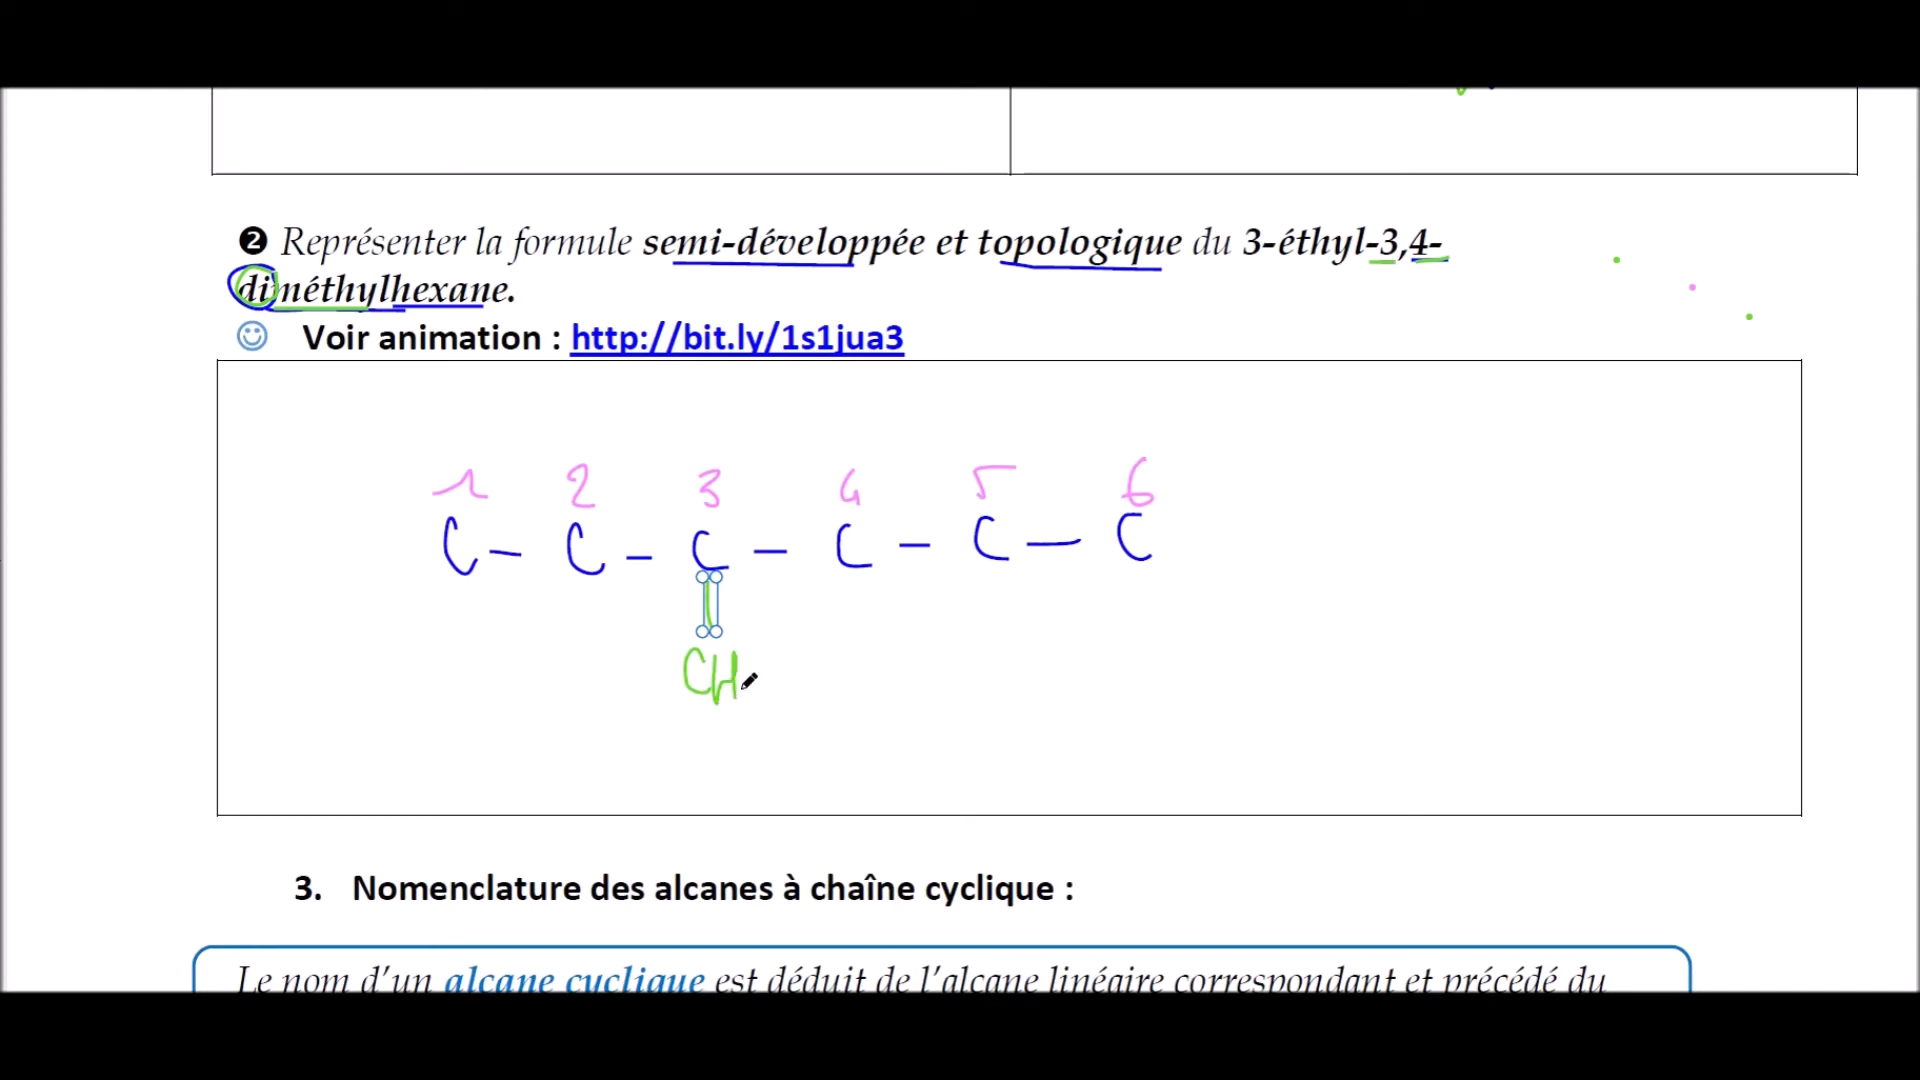 ❷ Représenter la formule semi-développée et topologique du 3-éthyl-3,4-
diméthylhexane.
Voir animation : http://bit.ly/1s1jua3
1 2 3 4 5 6
C - C - C - C - C - C
CH
3. Nomenclature des alcanes à chaîne cyclique :
Le nom d'un alcane cyclique est déduit de l'alcane linéaire correspondant et précédé du